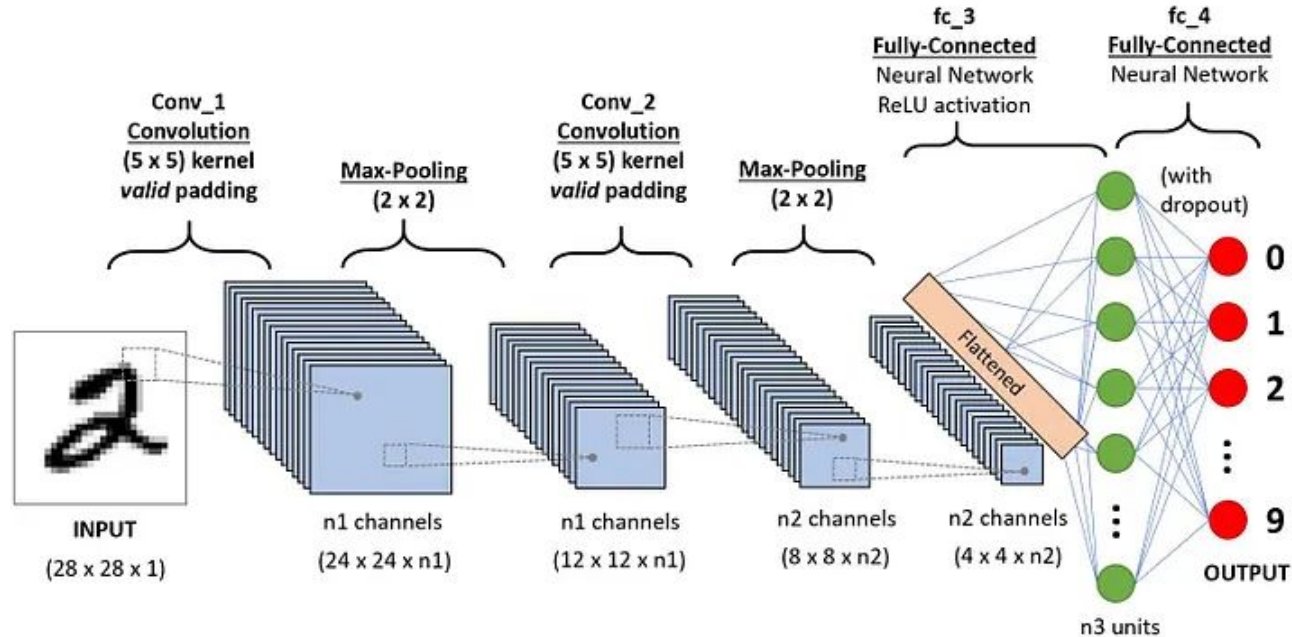 Conv_1
Convolution
(5 x 5) kernel
valid padding
Max-Pooling
(2 x 2)
Conv_2
Convolution
(5 x 5) kernel
valid padding
Max-Pooling
(2 x 2)
fc_3
Fully-Connected
Neural Network
ReLU activation
fc_4
Fully-Connected
Neural Network
(with
dropout)
Flattened
0
1
2
9
OUTPUT
2
INPUT
(28 x 28 x 1)
n1 channels
(24 x 24 x n1)
n1 channels
(12 x 12 x n1)
n2 channels
(8 x 8 x n2)
n2 channels
(4 x 4 x n2)
n3 units